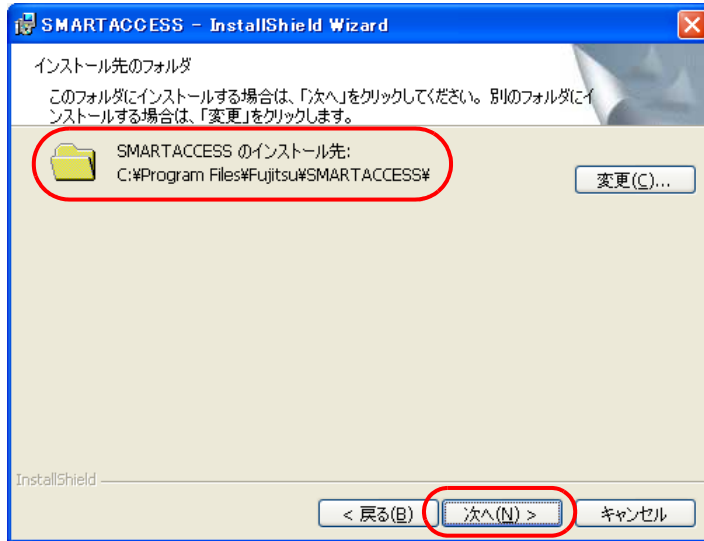 SMARTACCESS - InstallShield Wizard
インストール先のフォルダ
このフォルダにインストールする場合は、「次へ」をクリックしてください。別のフォルダにイ
ンストールする場合は、「変更」をクリックします。
SMARTACCESS のインストール先:
C:¥Program Files¥Fujitsu¥SMARTACCESS¥
変更(C)...
InstallShield
< 戻る(B)
次へ(N) >
キャンセル